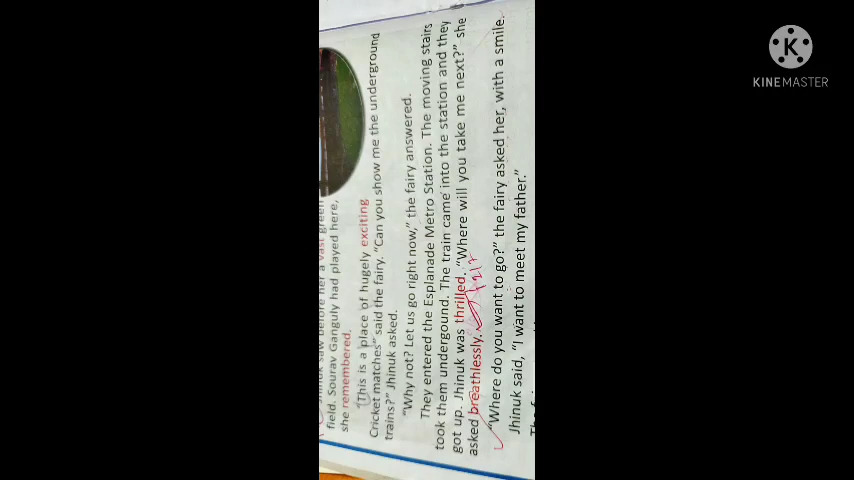 field. Sourav Ganguly had played here,
she remembered.
"This is a place of hugely exciting
Cricket matches" said the fairy. "Can you show me the underground
trains?" Jhinuk asked.
"Why not? Let us go right now," the fairy answered.
They entered the Esplanade Metro Station. The moving stairs
took them undergound. The train came into the station and they
got up. Jhinuk was thrilled. "Where will you take me next?" she
asked breathlessly.
"Where do you want to go?" the fairy asked her, with a smile.
Jhinuk said, "I want to meet my father."
KINEMASTER